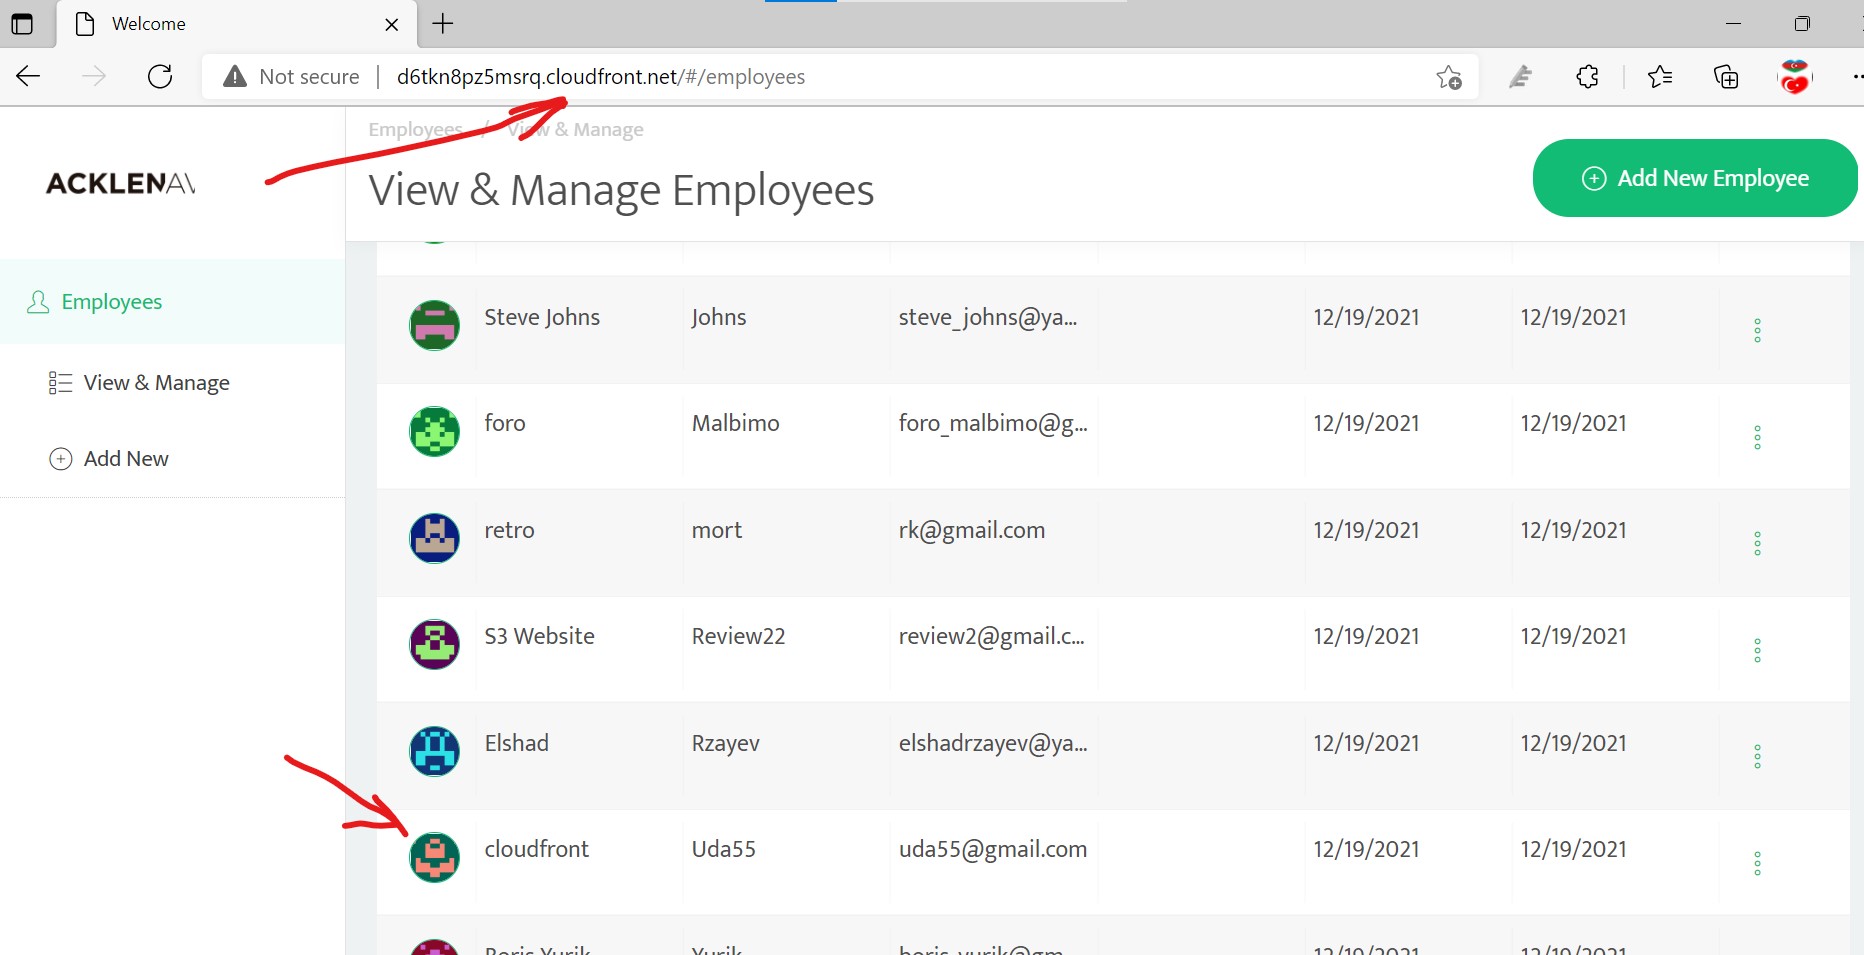 Welcome
Not secure d6tkn8pz5msrq.cloudfront.net/#/employees
Employees / View & Manage
ACKLENAV
View & Manage Employees
Add New Employee
Employees
View & Manage
Add New
Steve Johns Johns steve_johns@ya... 12/19/2021 12/19/2021
foro Malbimo foro_malbimo@g... 12/19/2021 12/19/2021
retro mort rk@gmail.com 12/19/2021 12/19/2021
S3 Website Review22 review2@gmail.c... 12/19/2021 12/19/2021
Elshad Rzayev elshadrzayev@ya... 12/19/2021 12/19/2021
cloudfront Uda55 uda55@gmail.com 12/19/2021 12/19/2021
Boris Yurik Yurik boris_yurik@gm... 12/19/2021 12/19/2021